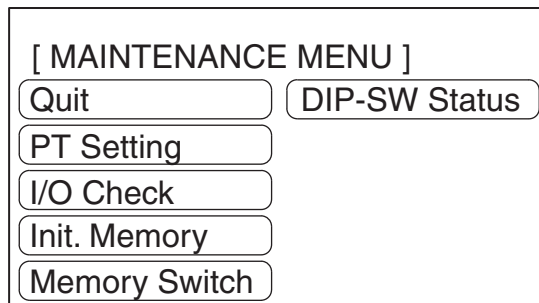 [ MAINTENANCE MENU ]
Quit
DIP-SW Status
PT Setting
I/O Check
Init. Memory
Memory Switch